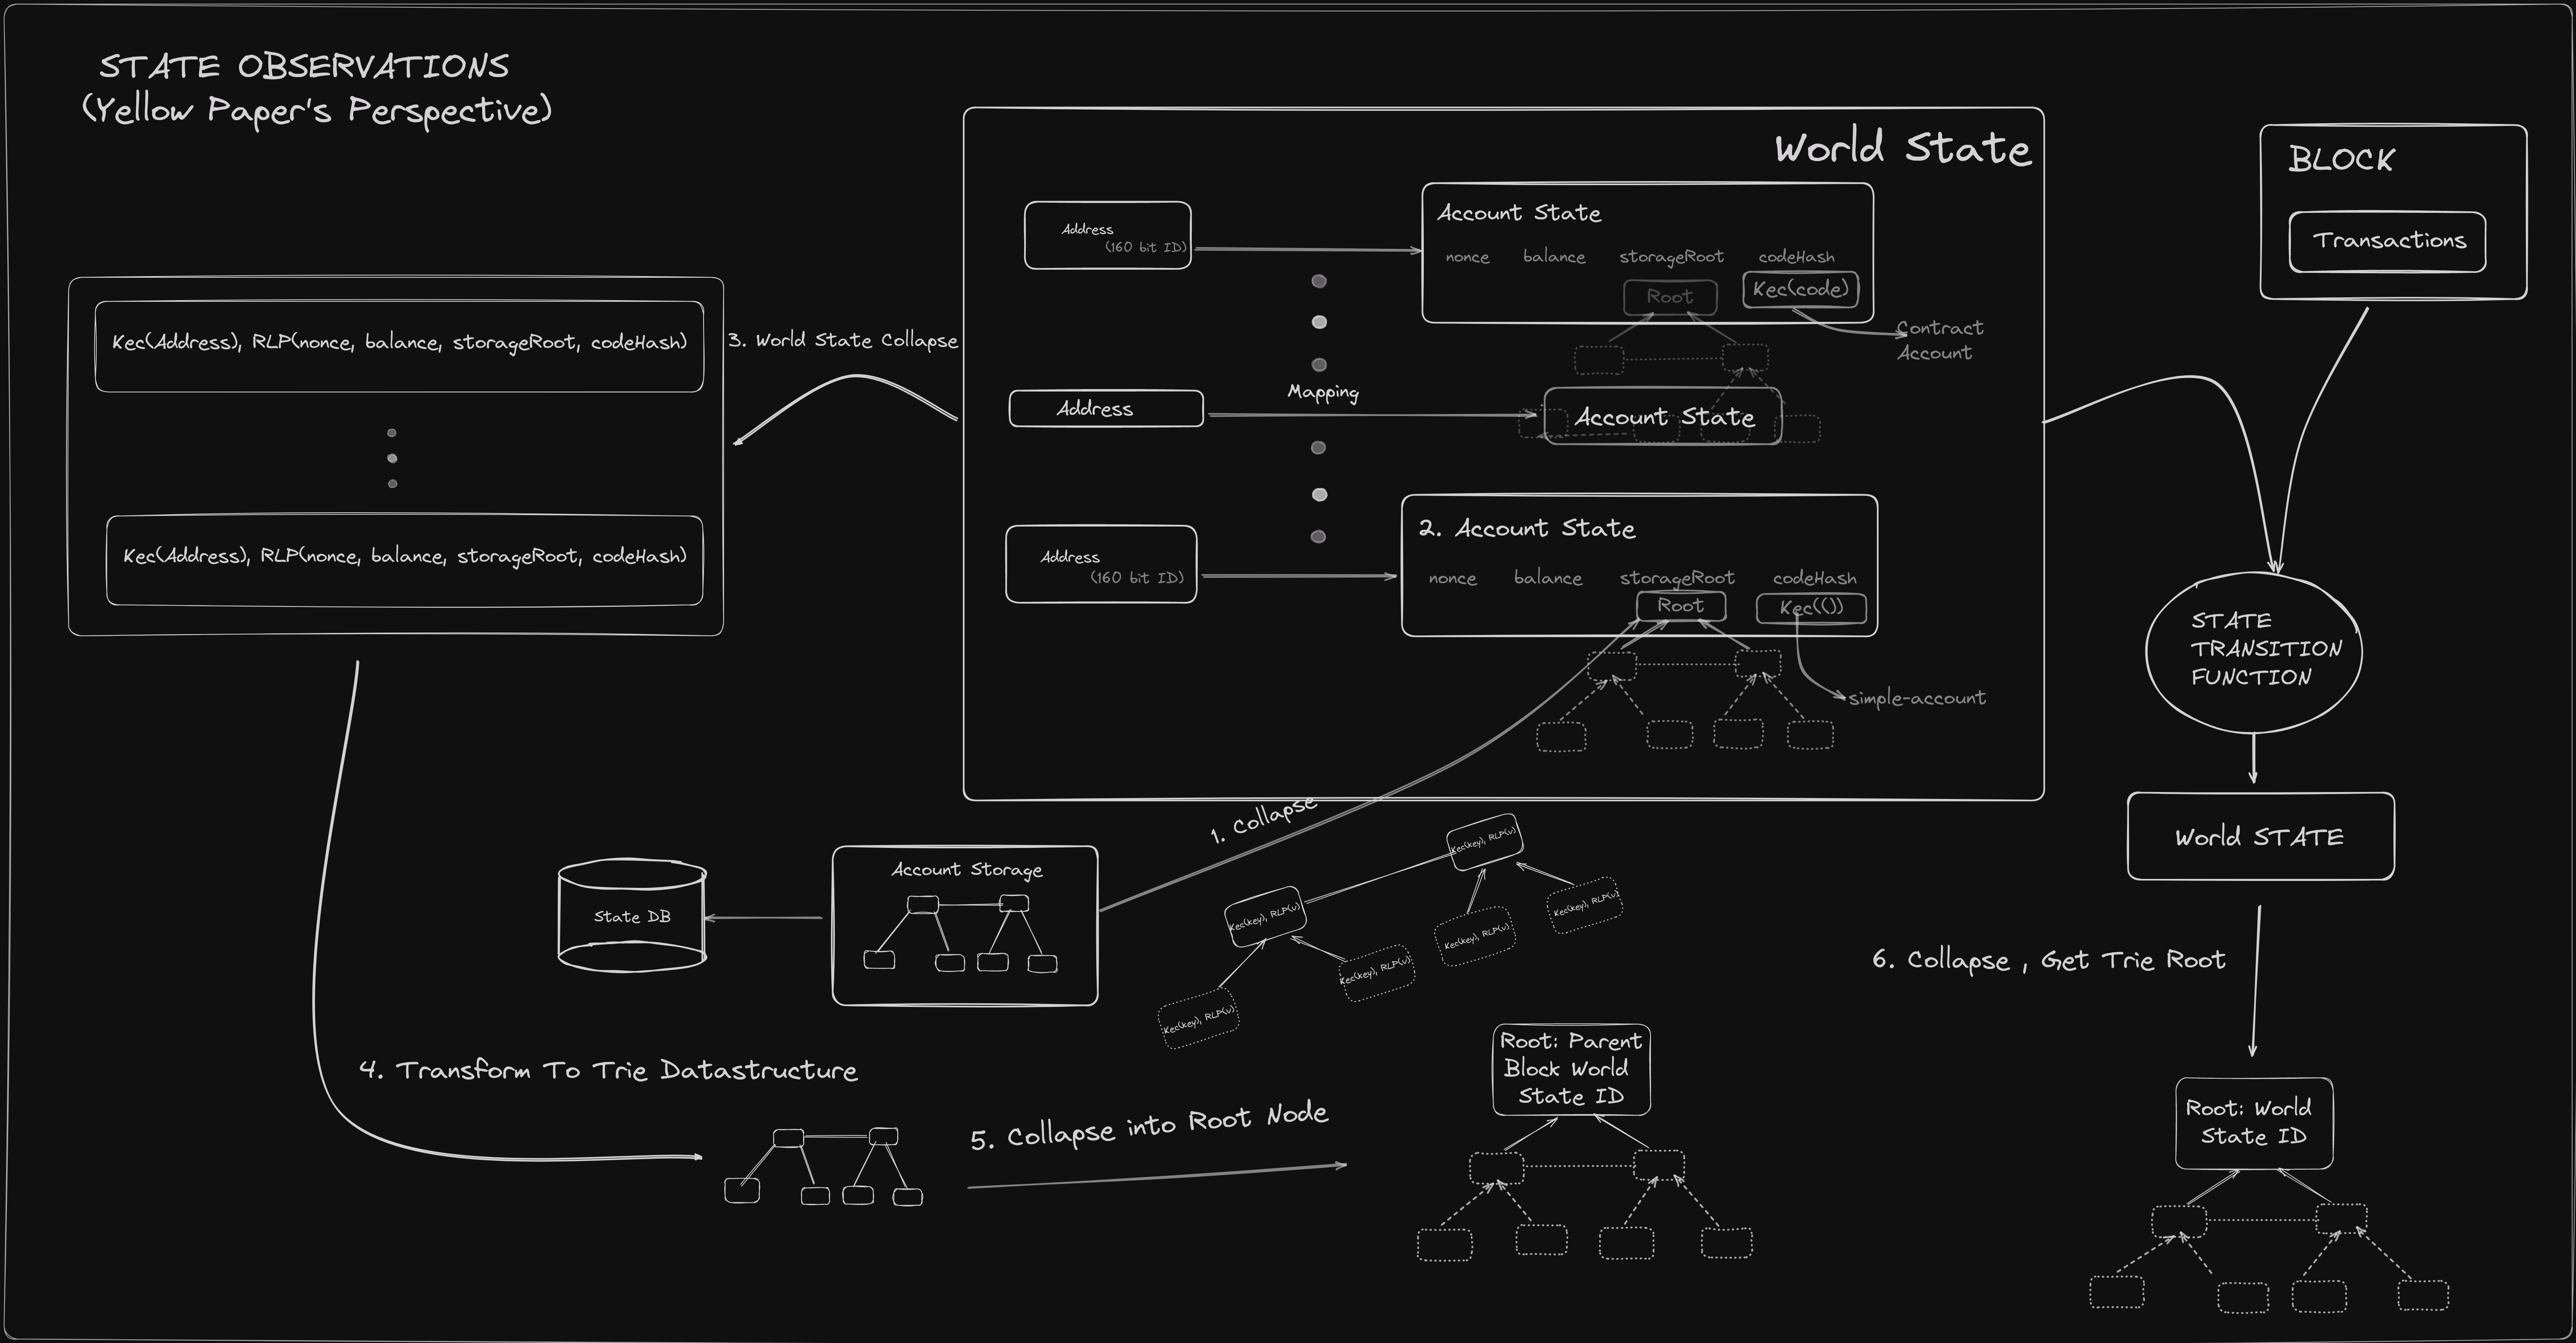 STATE OBSERVATIONS
(Yellow Paper's Perspective)
World State
BLOCK
Transactions
Address
(160 bit ID)
Account State
nonce balance storageRoot codeHash
Root
Kec(code)
Contract
Account
Kec(Address), RLP(nonce, balance, storageRoot, codeHash)
3. World State Collapse
Mapping
Address
Account State
Kec(Address), RLP(nonce, balance, storageRoot, codeHash)
Address
(160 bit ID)
2. Account State
nonce balance storageRoot codeHash
Root
Kec(())
simple-account
STATE
TRANSITION
FUNCTION
1. Collapse
World STATE
State DB
Account Storage
Kec(key), RLP(v)
Kec(key), RLP(v)
Kec(key), RLP(v)
Kec(key), RLP(v)
Kec(key), RLP(v)
Kec(key), RLP(v)
6. Collapse , Get Trie Root
4. Transform To Trie Datastructure
5. Collapse into Root Node
Root: Parent
Block World
State ID
Root: World
State ID